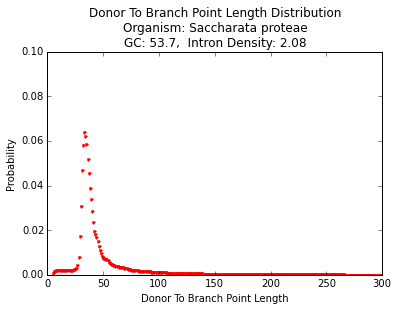 Donor To Branch Point Length Distribution
Organism: Saccharata proteae
GC: 53.7,  Intron Density: 2.08
0.10
0.08
0.06
0.04
0.02
0.00
Probability
0 50 100 150 200 250 300
Donor To Branch Point Length